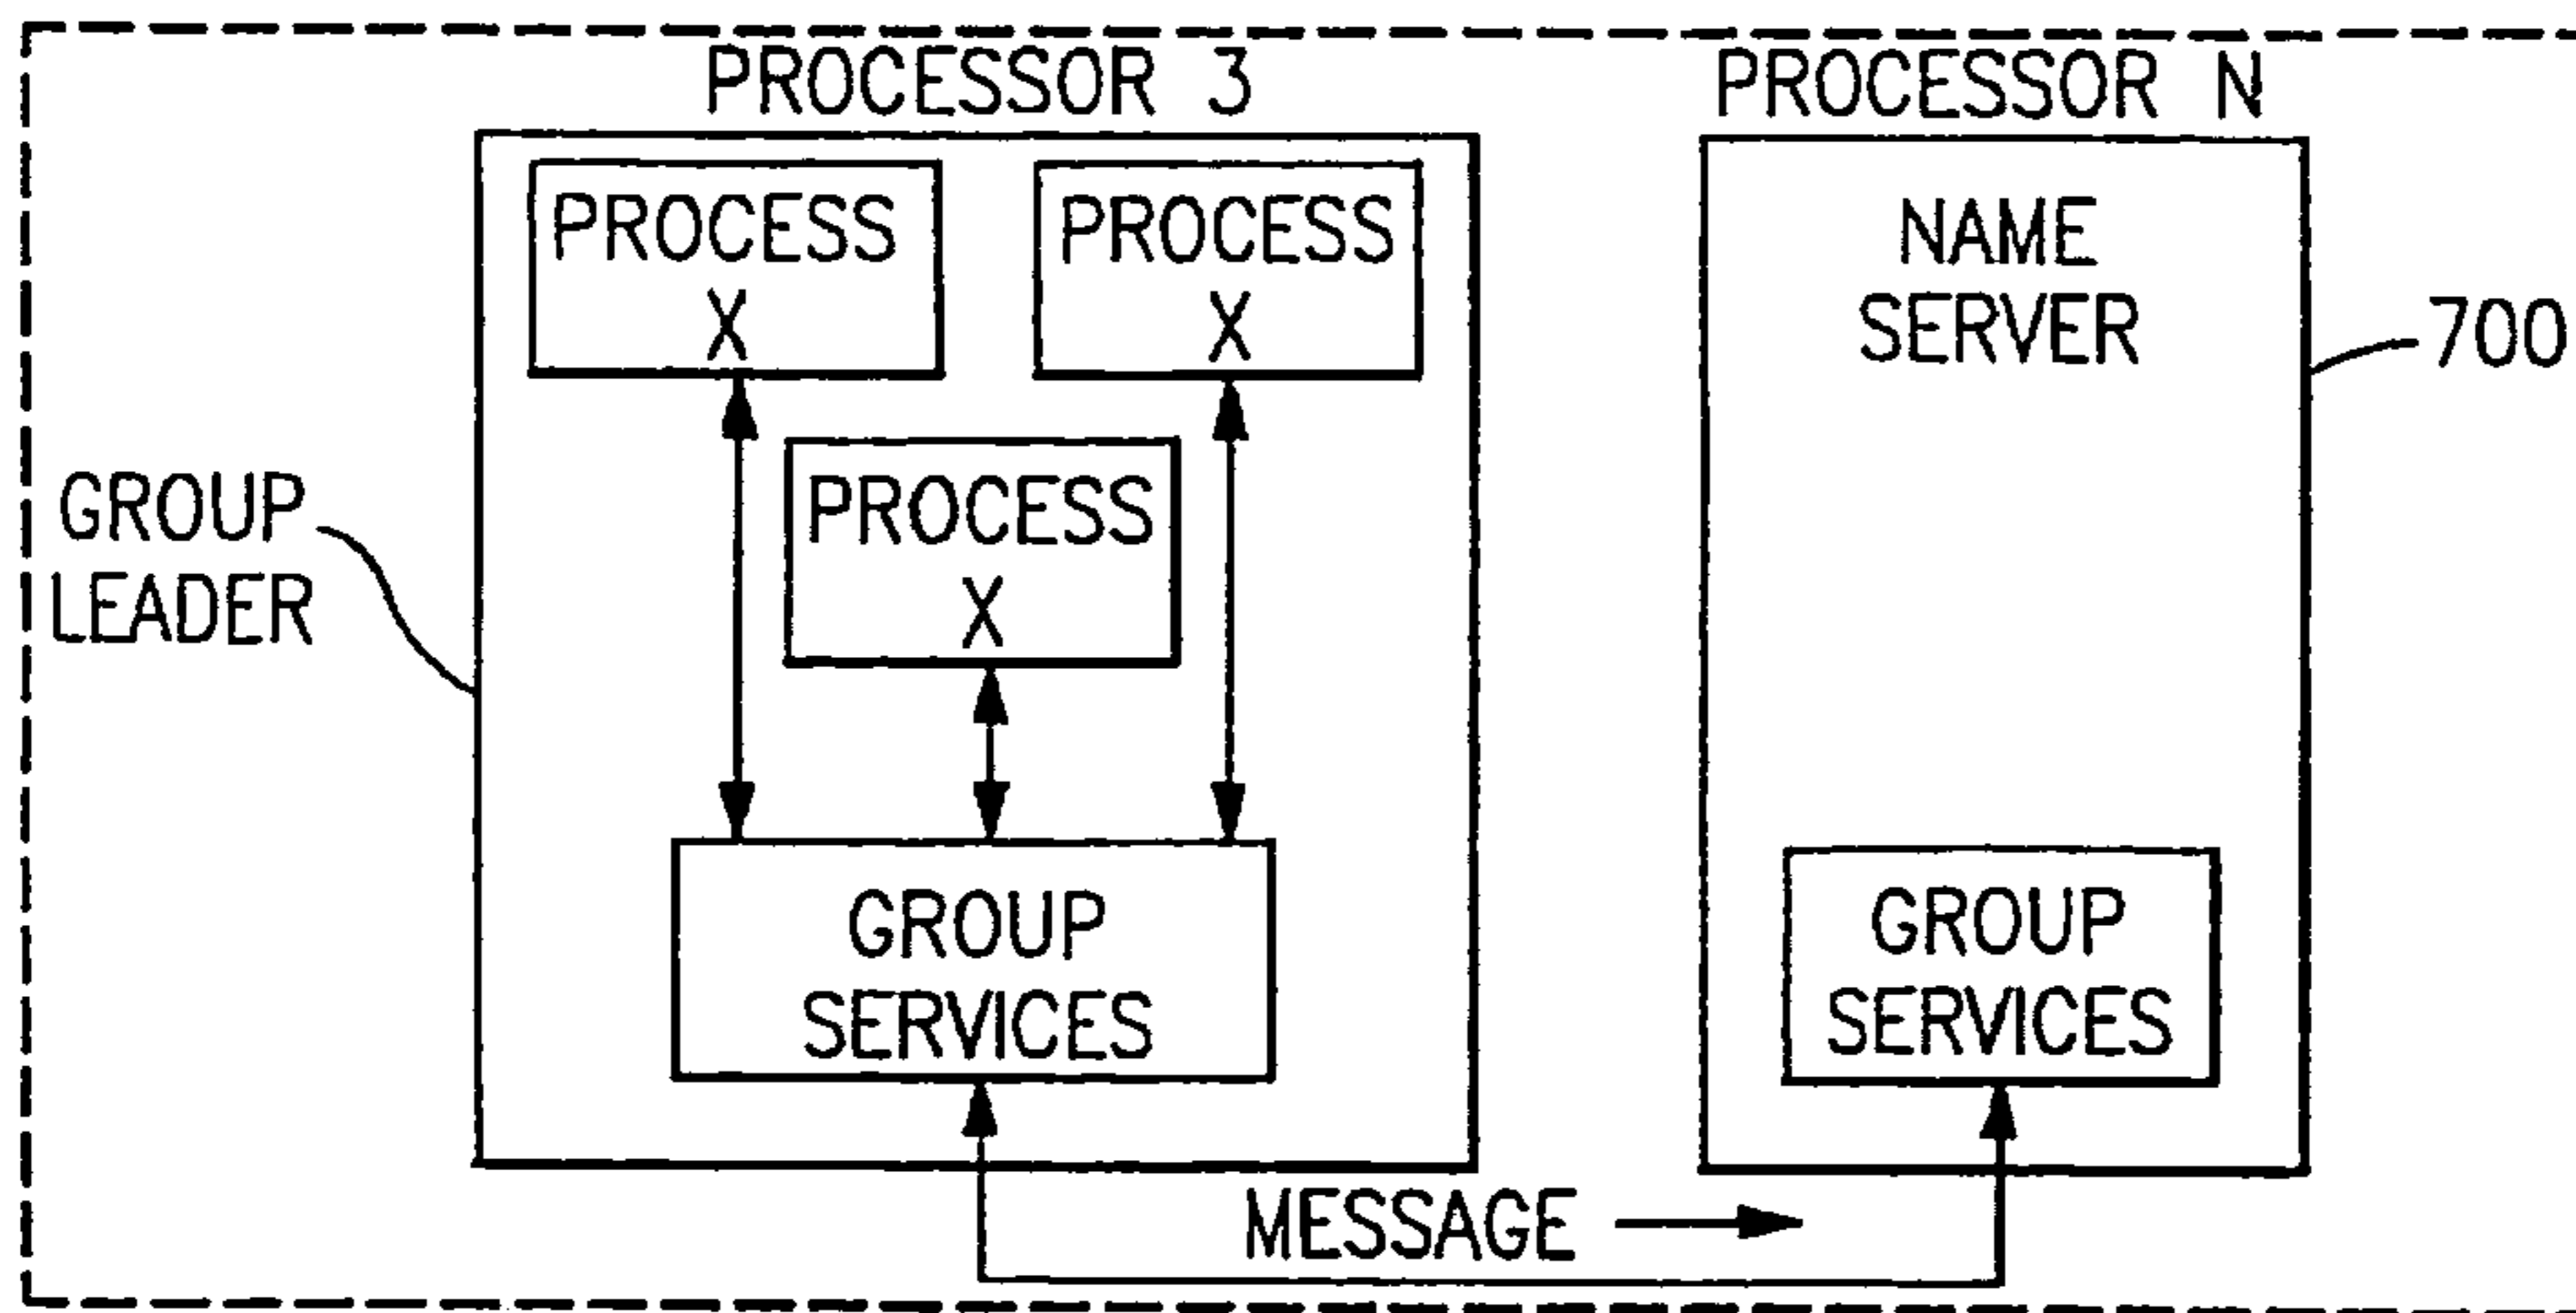 PROCESSOR 3
PROCESSOR N
PROCESS
X
PROCESS
X
NAME
SERVER
700
GROUP
LEADER
PROCESS
X
GROUP
SERVICES
GROUP
SERVICES
MESSAGE